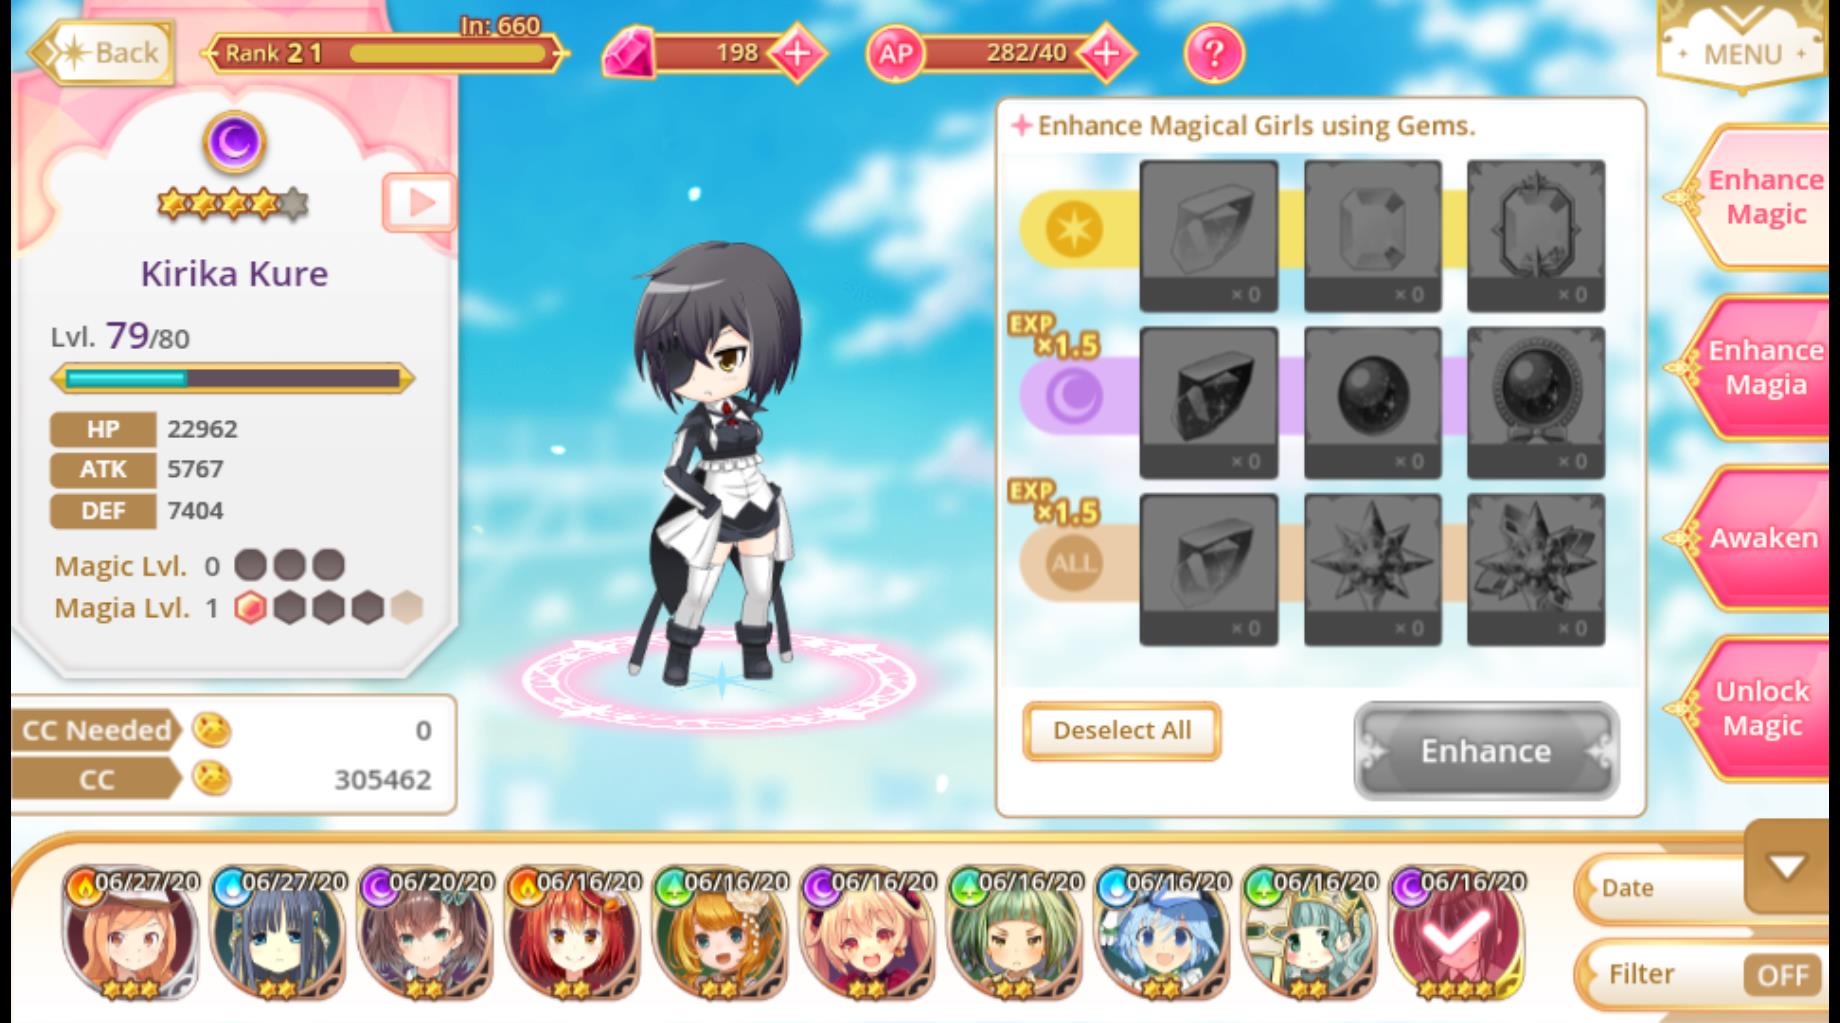 Back
Rank 21
In: 660
198
AP
282/40
?
MENU
Kirika Kure
Lvl. 79/80
HP 22962
ATK 5767
DEF 7404
Magic Lvl. 0
Magia Lvl. 1
CC Needed 0
CC 305462
Enhance Magical Girls using Gems.
×0 ×0 ×0
EXP
×1.5
×0 ×0 ×0
EXP
×1.5
ALL
×0 ×0 ×0
Deselect All
Enhance
Enhance
Magic
Enhance
Magia
Awaken
Unlock
Magic
06/27/20 06/27/20 06/20/20 06/16/20 06/16/20 06/16/20 06/16/20 06/16/20 06/16/20 06/16/20
Date
Filter OFF